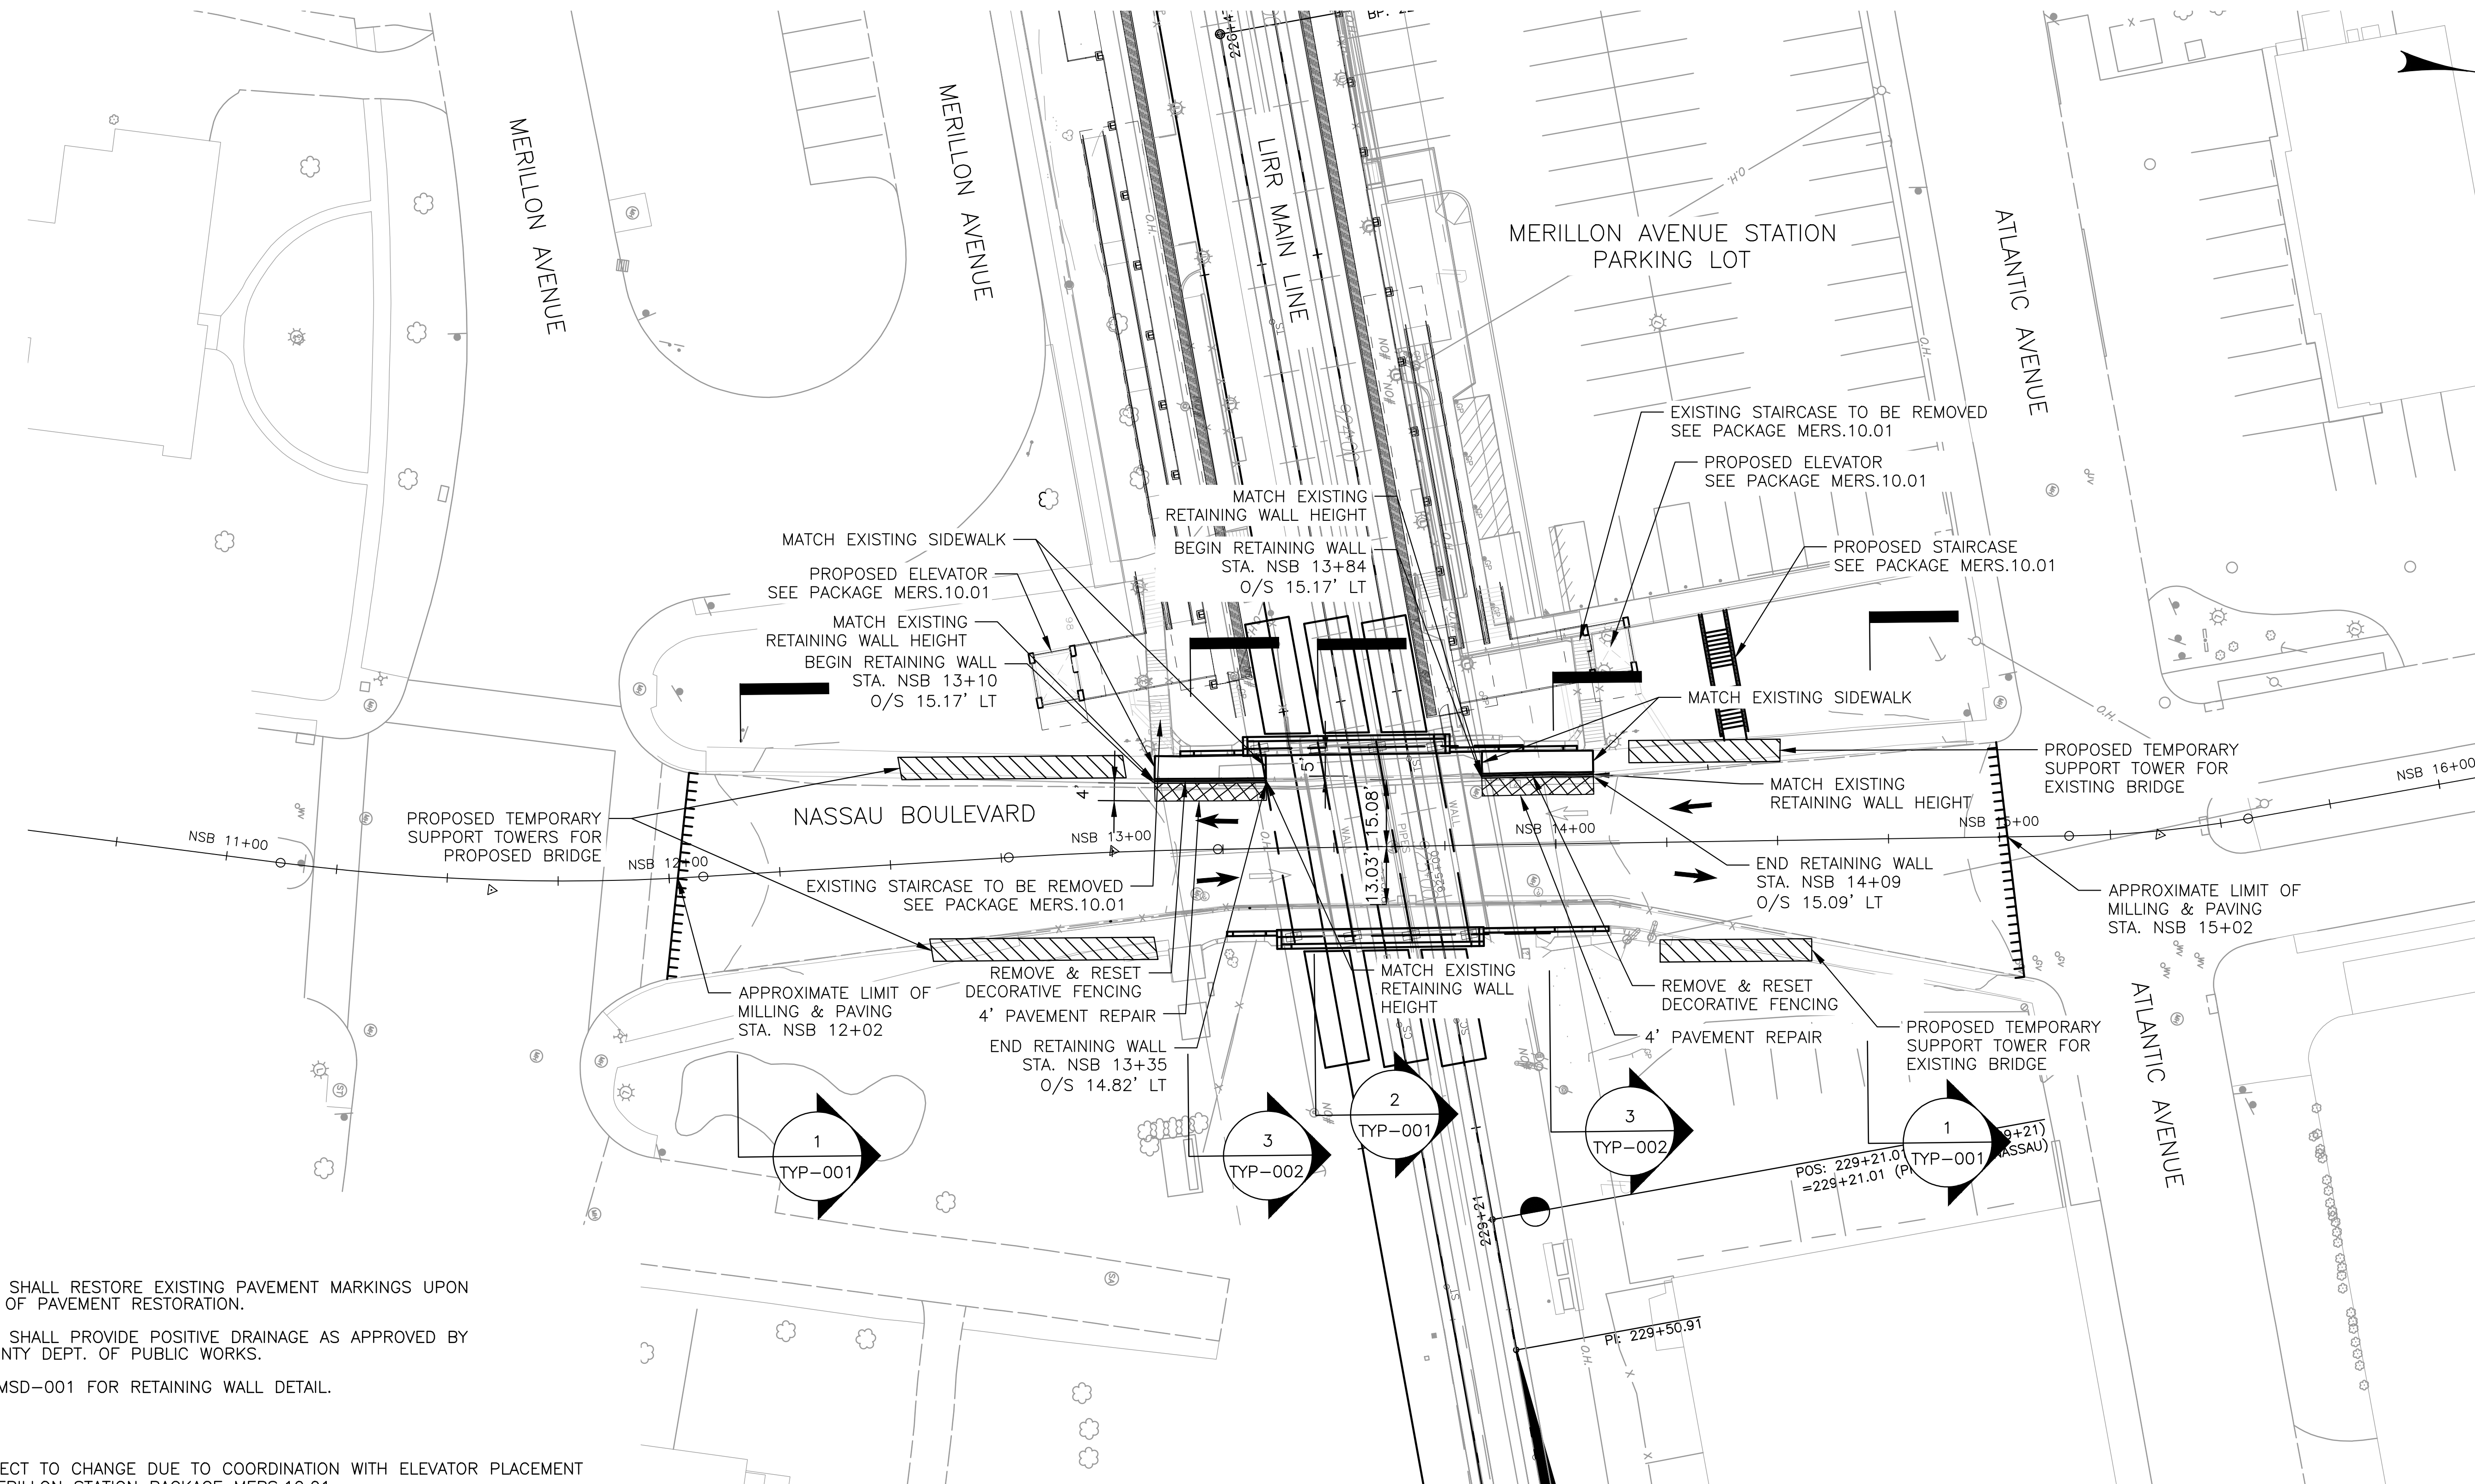 MERILLON AVENUE
MERILLON AVENUE
LIRR MAIN LINE
MERILLON AVENUE STATION
PARKING LOT
ATLANTIC AVENUE
EXISTING STAIRCASE TO BE REMOVED
SEE PACKAGE MERS.10.01
PROPOSED ELEVATOR
SEE PACKAGE MERS.10.01
PROPOSED STAIRCASE
SEE PACKAGE MERS.10.01
MATCH EXISTING
RETAINING WALL HEIGHT
BEGIN RETAINING WALL
STA. NSB 13+84
O/S 15.17' LT
MATCH EXISTING SIDEWALK
PROPOSED ELEVATOR
SEE PACKAGE MERS.10.01
MATCH EXISTING
RETAINING WALL HEIGHT
BEGIN RETAINING WALL
STA. NSB 13+10
O/S 15.17' LT
MATCH EXISTING SIDEWALK
PROPOSED TEMPORARY
SUPPORT TOWER FOR
EXISTING BRIDGE
MATCH EXISTING
RETAINING WALL HEIGHT
NASSAU BOULEVARD
PROPOSED TEMPORARY
SUPPORT TOWERS FOR
PROPOSED BRIDGE
4'
5'
15.08'
13.03'
NSB 11+00
NSB 12+00
NSB 13+00
NSB 14+00
NSB 15+00
NSB 16+00
EXISTING STAIRCASE TO BE REMOVED
SEE PACKAGE MERS.10.01
END RETAINING WALL
STA. NSB 14+09
O/S 15.09' LT
APPROXIMATE LIMIT OF
MILLING & PAVING
STA. NSB 15+02
APPROXIMATE LIMIT OF
MILLING & PAVING
STA. NSB 12+02
REMOVE & RESET
DECORATIVE FENCING
4' PAVEMENT REPAIR
END RETAINING WALL
STA. NSB 13+35
O/S 14.82' LT
MATCH EXISTING
RETAINING WALL
HEIGHT
REMOVE & RESET
DECORATIVE FENCING
4' PAVEMENT REPAIR
PROPOSED TEMPORARY
SUPPORT TOWER FOR
EXISTING BRIDGE
ATLANTIC AVENUE
1
TYP-001
3
TYP-002
2
TYP-001
3
TYP-002
1
TYP-001
229+21
PI: 229+50.91
SHALL RESTORE EXISTING PAVEMENT MARKINGS UPON
OF PAVEMENT RESTORATION.
SHALL PROVIDE POSITIVE DRAINAGE AS APPROVED BY
NTY DEPT. OF PUBLIC WORKS.
MSD-001 FOR RETAINING WALL DETAIL.
ECT TO CHANGE DUE TO COORDINATION WITH ELEVATOR PLACEMENT